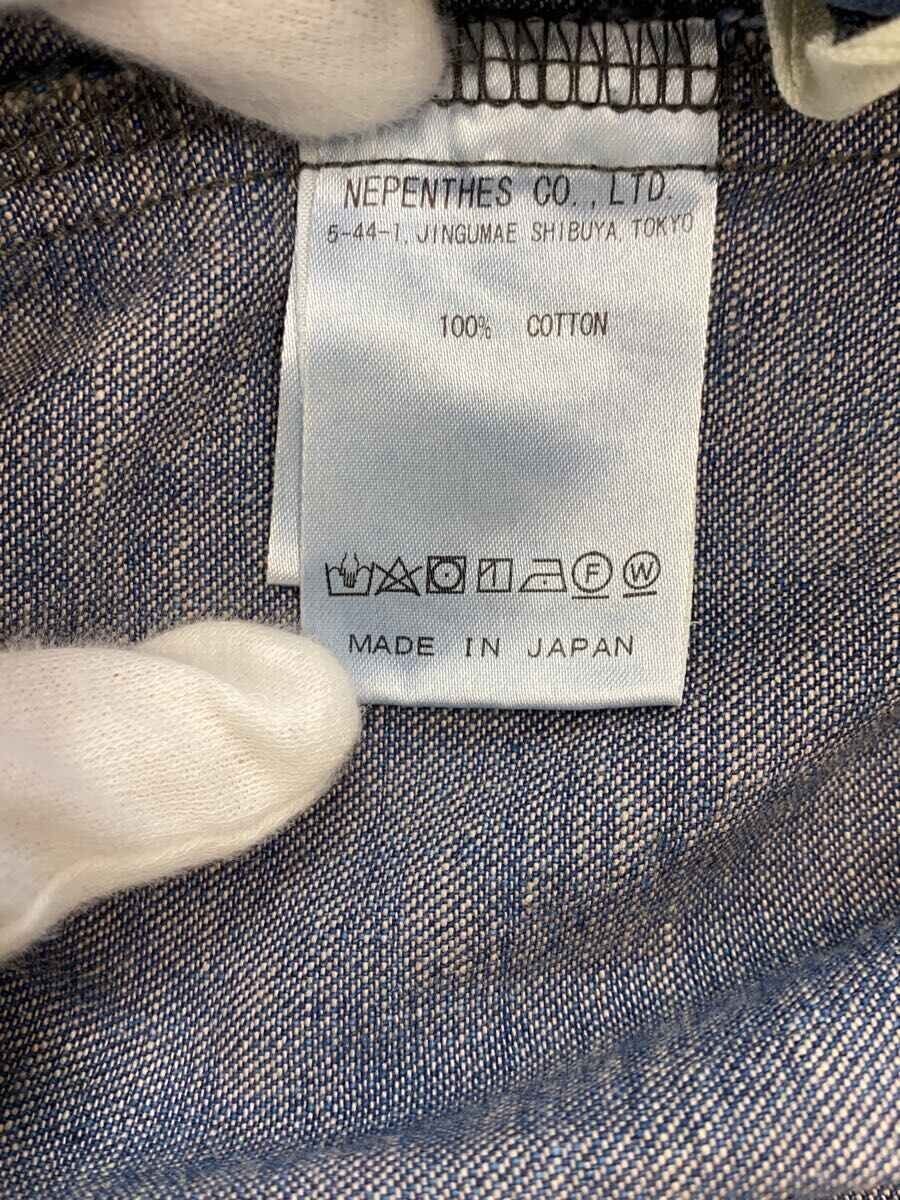 NEPENTHES CO., LTD.
5-44-1, JINGUMAE SHIBUYA, TOKYO
100% COTTON
F W
MADE IN JAPAN